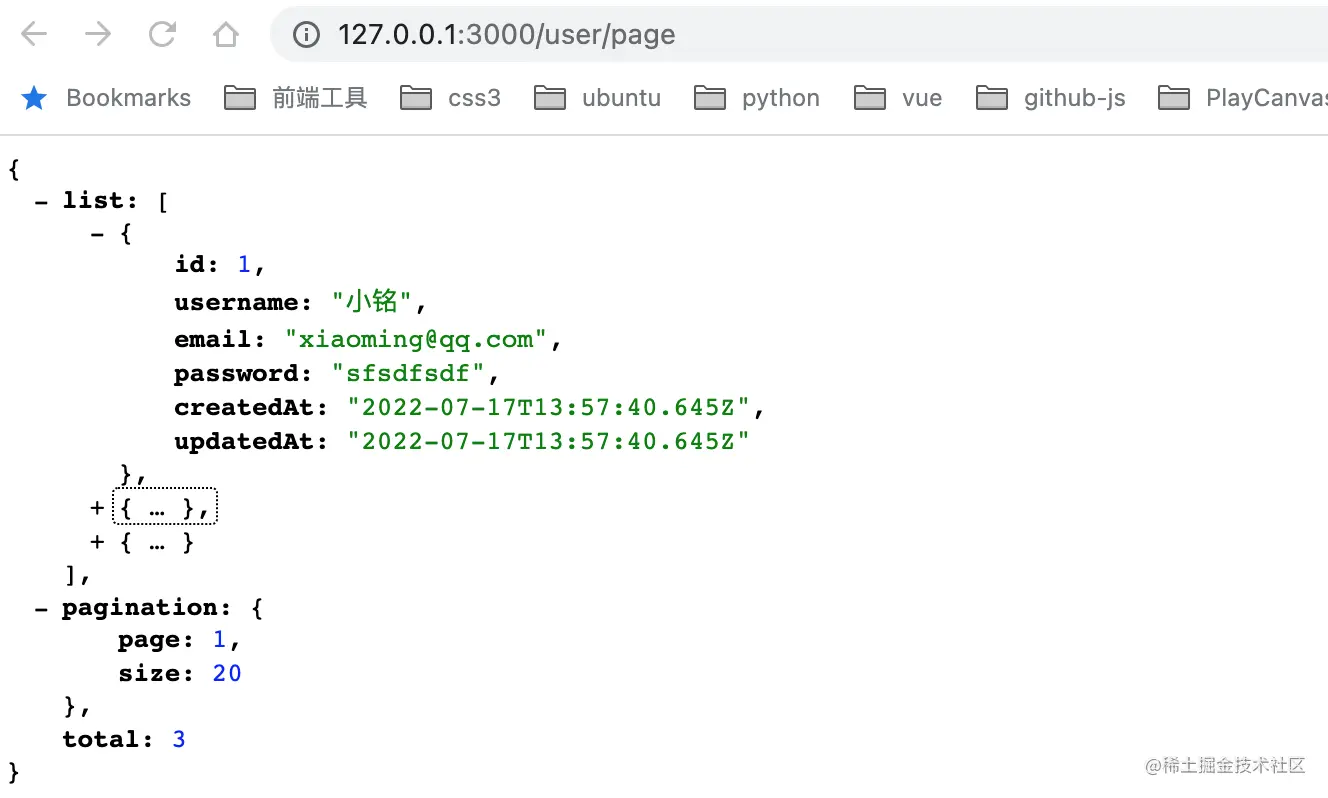 127.0.0.1:3000/user/page
Bookmarks 前端工具 css3 ubuntu python vue github-js PlayCanvas
{
- list: [
- {
id: 1,
username: "小铭",
email: "xiaoming@qq.com",
password: "sfsdfsdf",
createdAt: "2022-07-17T13:57:40.645Z",
updatedAt: "2022-07-17T13:57:40.645Z"
},
+ { … },
+ { … }
],
- pagination: {
page: 1,
size: 20
},
total: 3
}
@稀土掘金技术社区